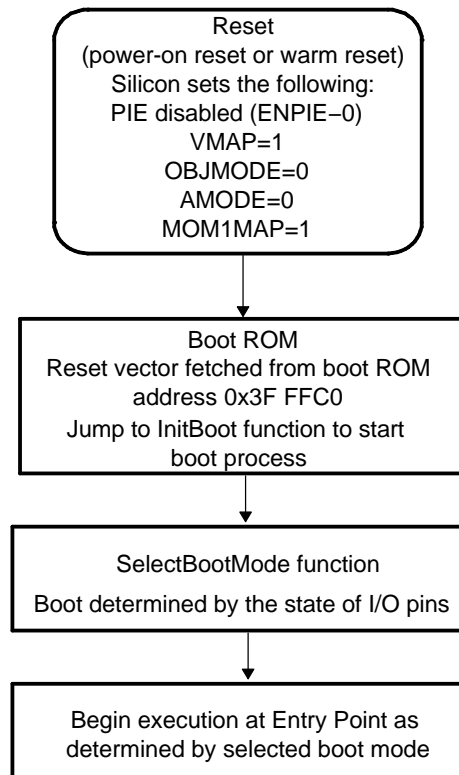 Reset
(power-on reset or warm reset)
Silicon sets the following:
PIE disabled (ENPIE−0)
VMAP=1
OBJMODE=0
AMODE=0
MOM1MAP=1
Boot ROM
Reset vector fetched from boot ROM
address 0x3F FFC0
Jump to InitBoot function to start
boot process
SelectBootMode function
Boot determined by the state of I/O pins
Begin execution at Entry Point as
determined by selected boot mode